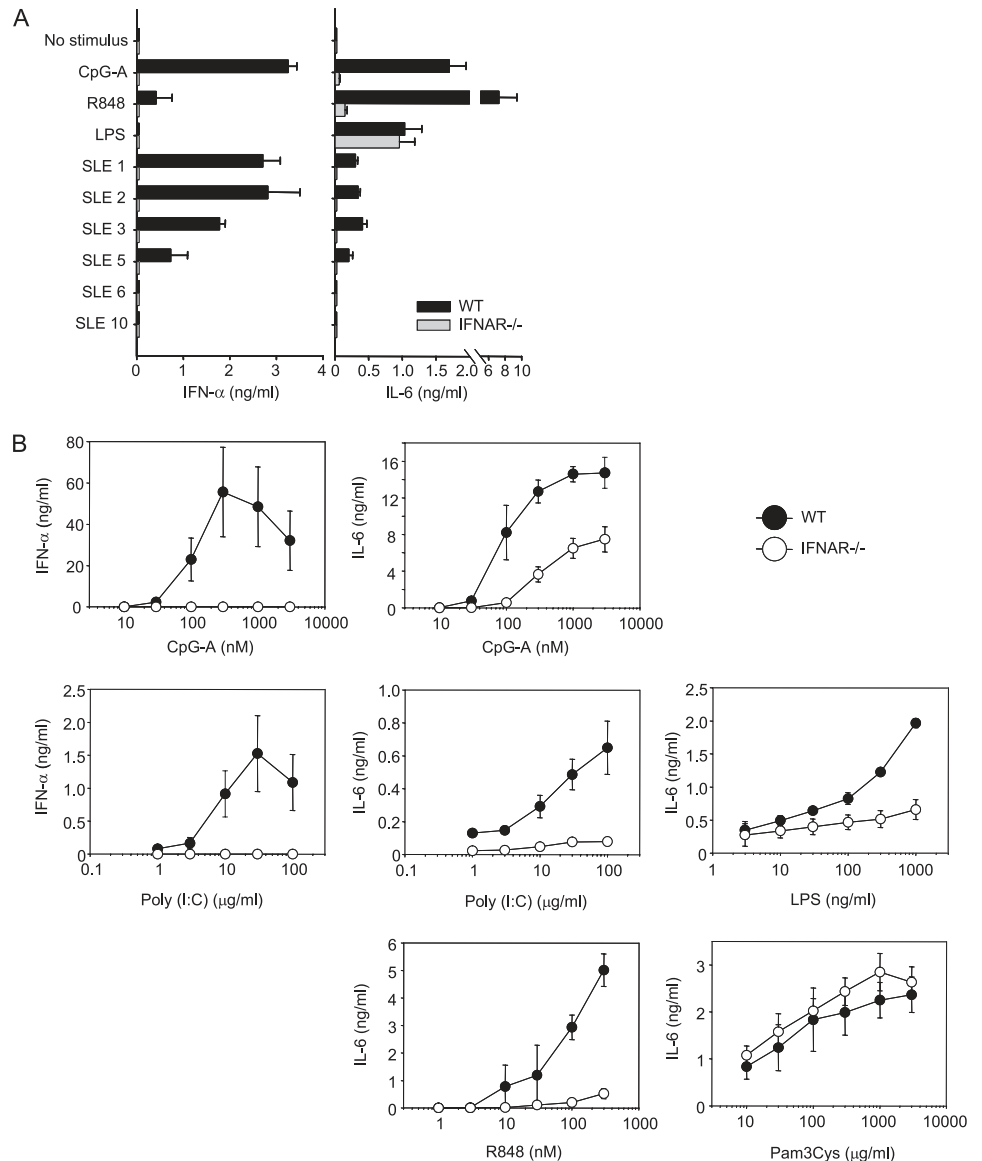 A
No stimulus
CpG-A
R848
LPS
SLE 1
SLE 2
SLE 3
SLE 5
SLE 6
SLE 10
WT
IFNAR-/-
0 1 2 3 4
IFN-α (ng/ml)
0 0.5 1.0 1.5 2.0 6 8 10
IL-6 (ng/ml)
B
IFN-α (ng/ml)
80
60
40
20
0
10 100 1000 10000
CpG-A (nM)
IL-6 (ng/ml)
16
12
8
4
0
10 100 1000 10000
CpG-A (nM)
WT
IFNAR-/-
IFN-α (ng/ml)
2.5
2.0
1.5
1.0
0.5
0
0.1 1 10 100
Poly (I:C) (μg/ml)
IL-6 (ng/ml)
1.0
0.8
0.6
0.4
0.2
0
0.1 1 10 100
Poly (I:C) (μg/ml)
IL-6 (ng/ml)
2.5
2.0
1.5
1.0
0.5
0
1 10 100 1000
LPS (ng/ml)
IL-6 (ng/ml)
6
5
4
3
2
1
0
1 10 100 1000
R848 (nM)
IL-6 (ng/ml)
3
2
1
0
10 100 1000 10000
Pam3Cys (μg/ml)